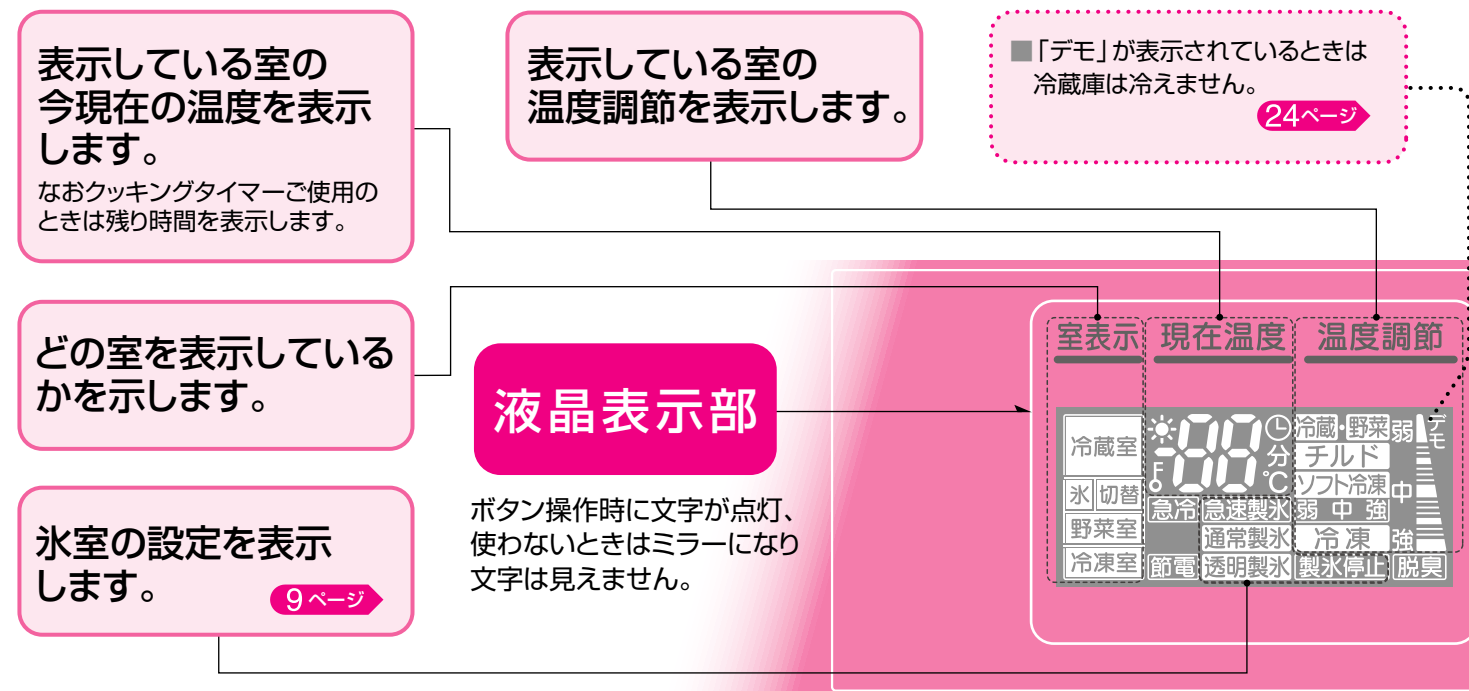 表示している室の
今現在の温度を表示
します。
なおクッキングタイマーご使用の
ときは残り時間を表示します。
表示している室の
温度調節を表示します。
■「デモ」が表示されているときは
冷蔵庫は冷えません。
24ページ
どの室を表示している
かを示します。
氷室の設定を表示
します。
9ページ
液晶表示部
ボタン操作時に文字が点灯、
使わないときはミラーになり
文字は見えません。
室表示 現在温度 温度調節
冷蔵室
氷 切替
野菜室
冷凍室
88 分 ℃
急冷 急速製氷
通常製氷
節電 透明製氷 製氷停止 脱臭
冷蔵・野菜 弱 デモ
チルド
ソフト冷凍 中
弱 中 強
冷凍 強